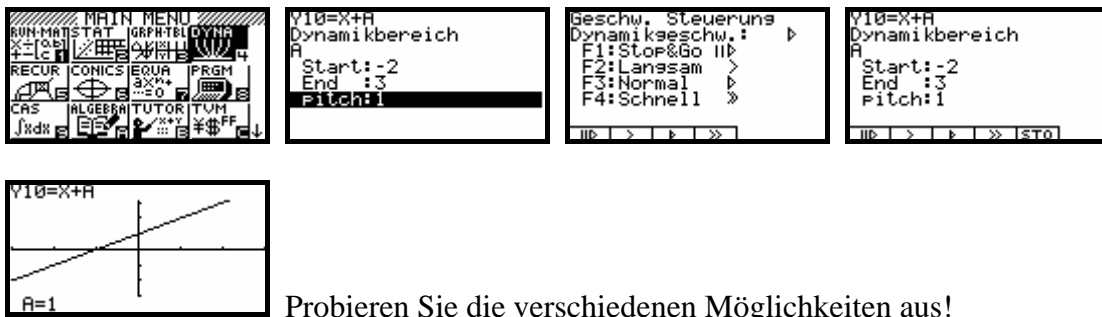 MAIN MENU
RUN·MAT STAT GRPH·TBL DYNA
RECUR CONICS EQUA PRGM
CAS ALGEBRA TUTOR TVM
Y10=X+A
Dynamikbereich
A
Start:-2
End :3
pitch:1
Geschw. Steuerung
Dynamikgeschw.:
F1:Stop&Go
F2:Langsam >
F3:Normal
F4:Schnell »
Y10=X+A
Dynamikbereich
A
Start:-2
End :3
pitch:1
STO
Y10=X+A
A=1
Probieren Sie die verschiedenen Möglichkeiten aus!